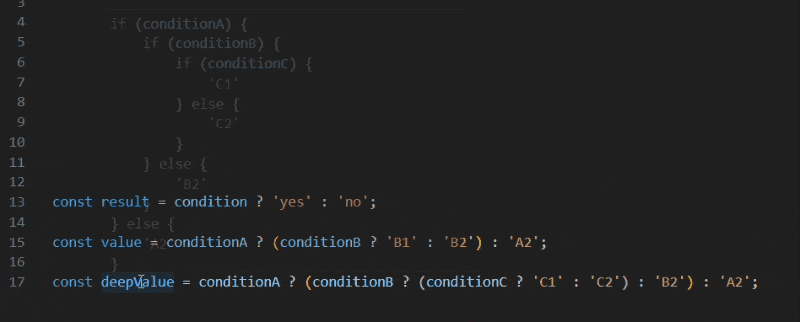 3
4 if (conditionA) {
5 if (conditionB) {
6 if (conditionC) {
7 'C1'
8 } else {
9 'C2'
10 }
11 } else {
12 'B2'
13 const result = condition ? 'yes' : 'no';
}
14 } else {
15 const value = conditionA ? (conditionB ? 'B1' : 'B2') : 'A2';
'A2'
16 }
17 const deepValue = conditionA ? (conditionB ? (conditionC ? 'C1' : 'C2') : 'B2') : 'A2';